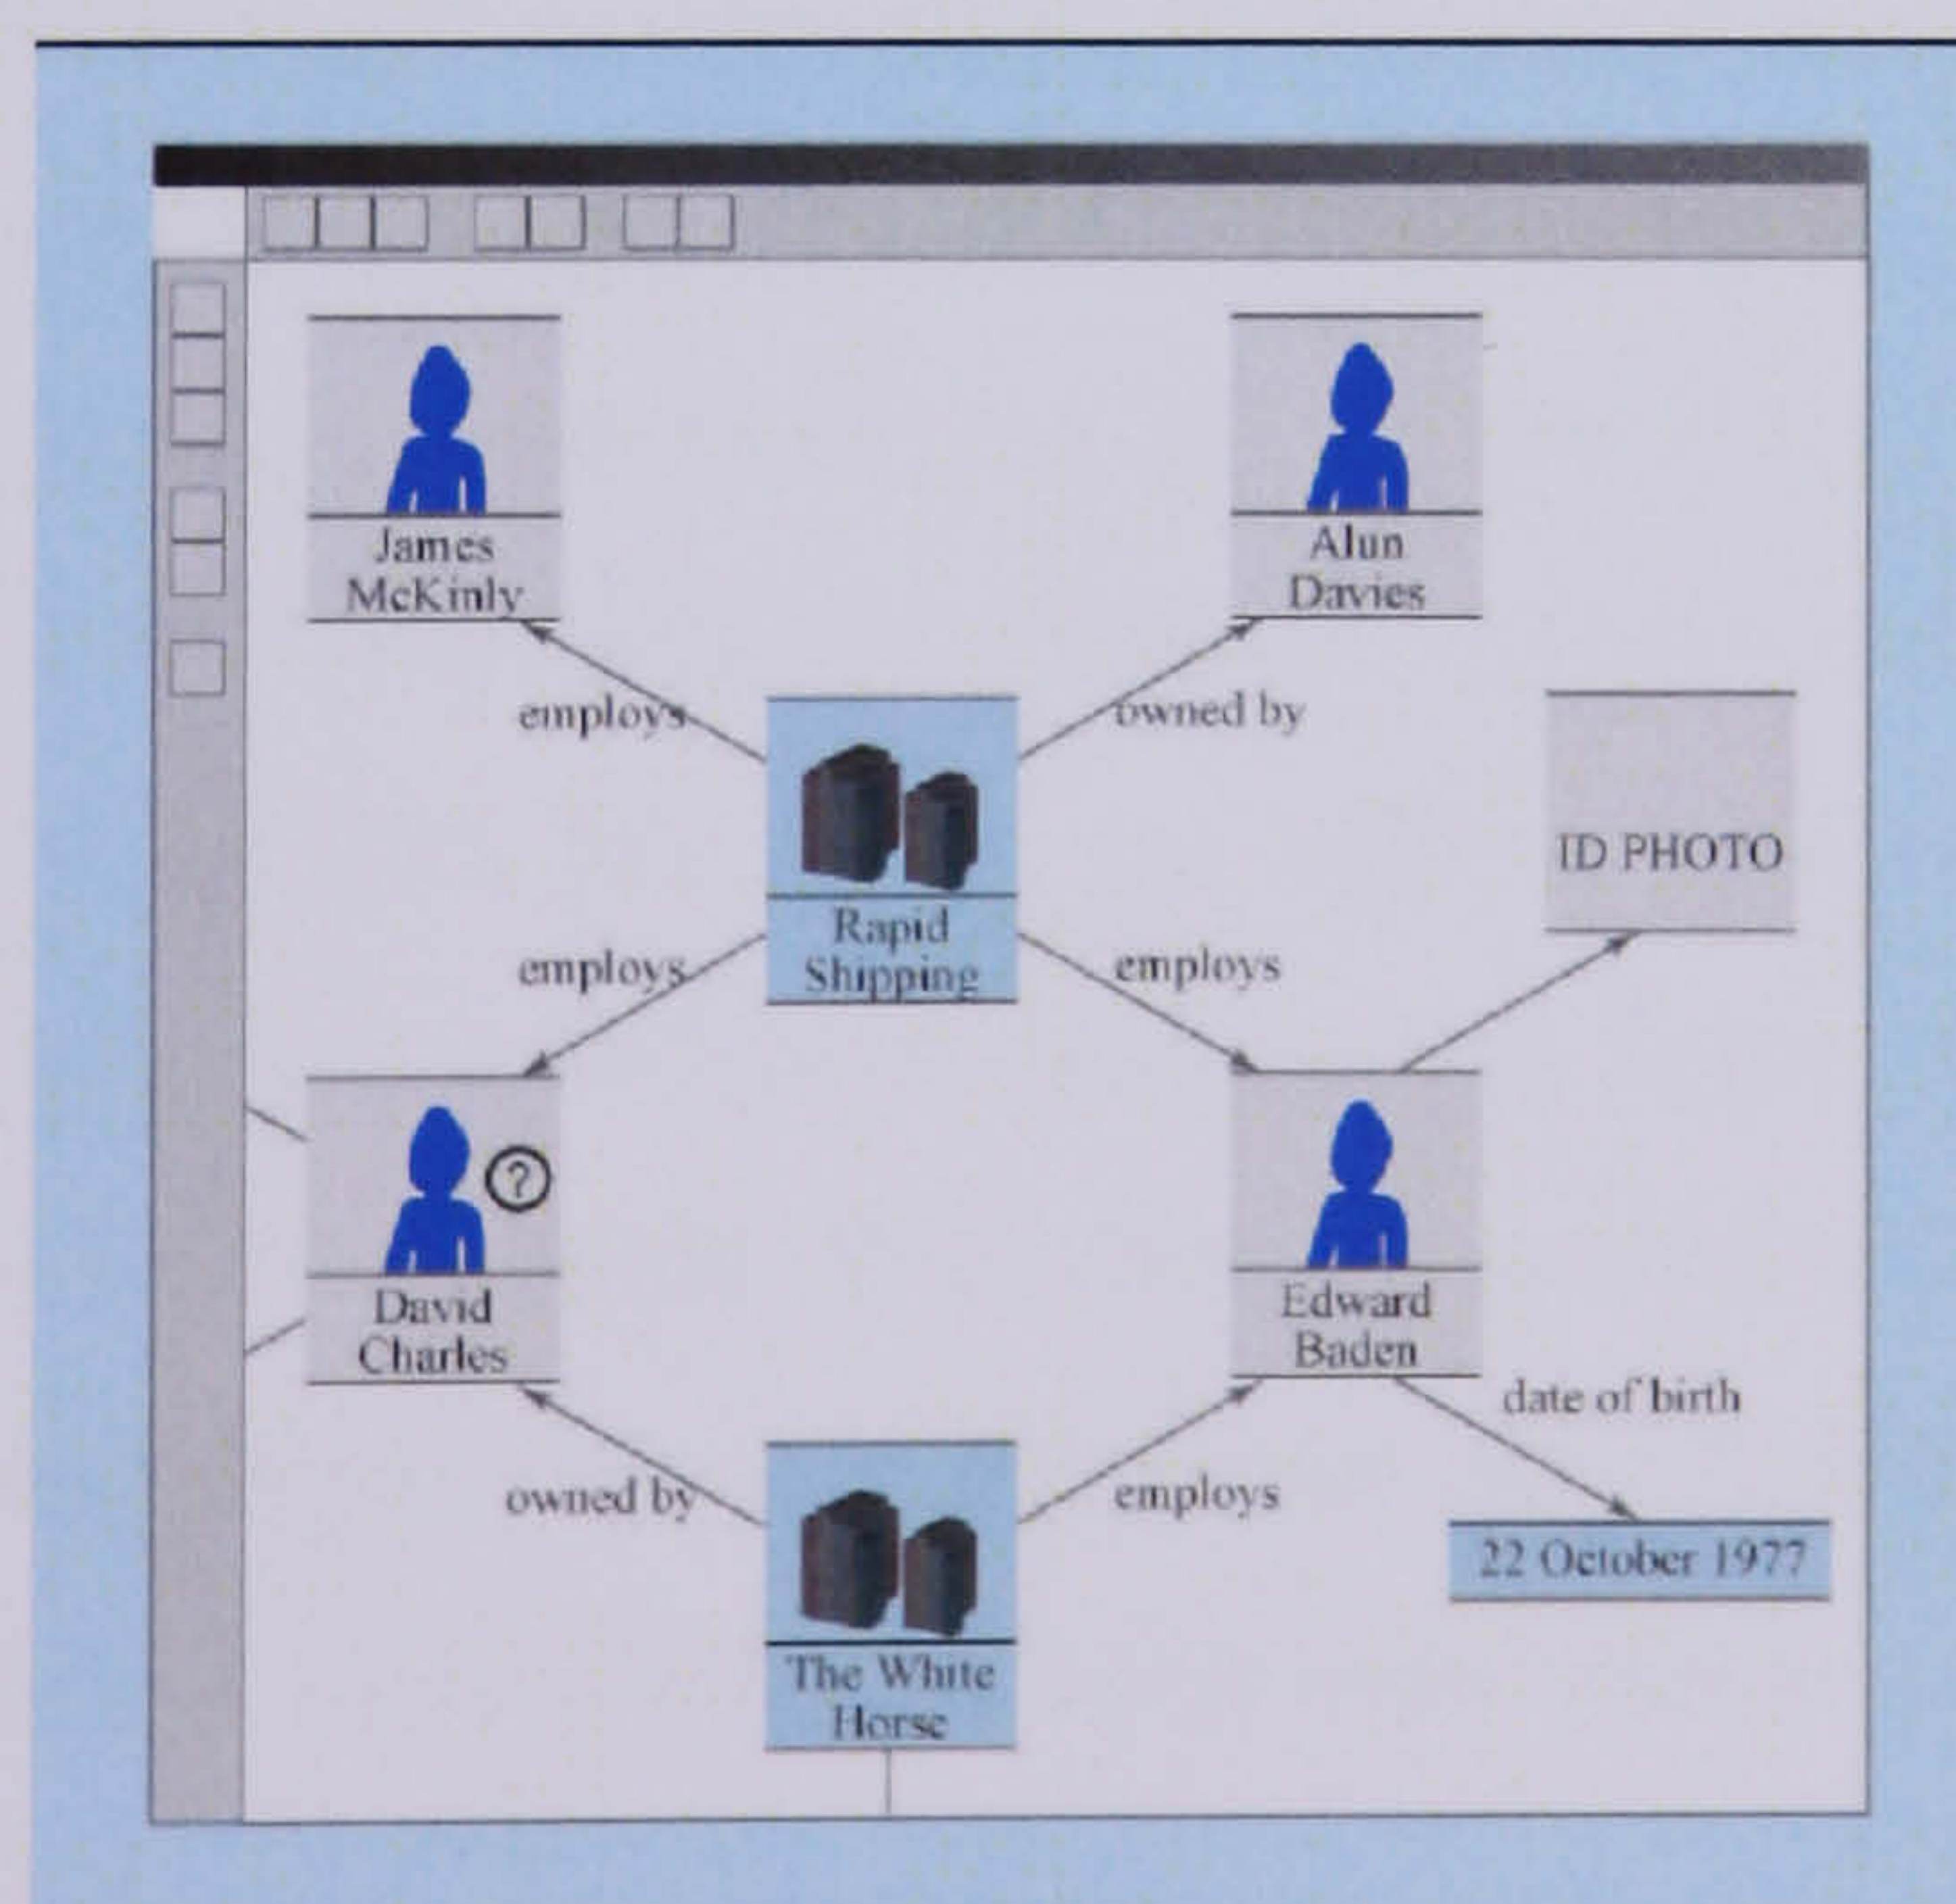 James
McKinly
Alun
Davies
employs
owned by
ID PHOTO
Rapid
Shipping
employs
employs
?
David
Charles
Edward
Baden
date of birth
owned by
employs
22 October 1977
The White
Horse